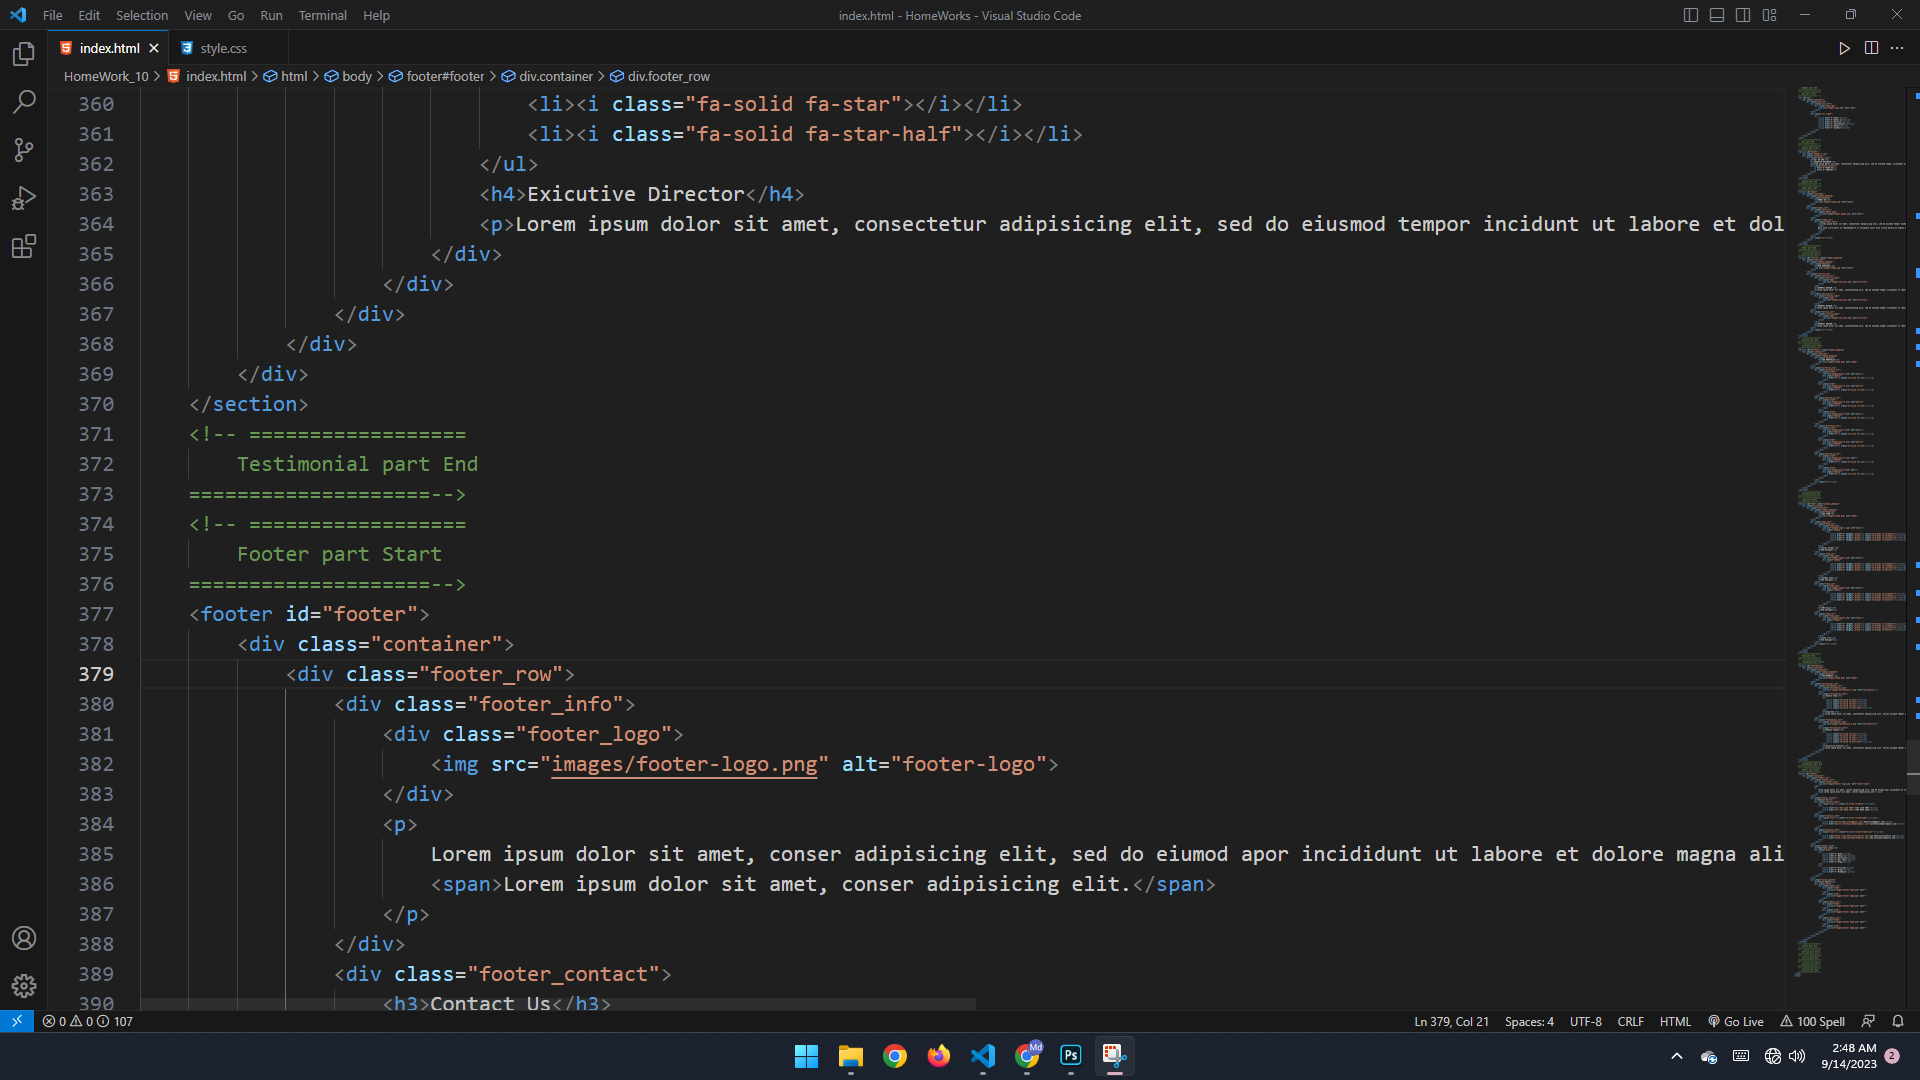 File Edit Selection View Go Run Terminal Help
index.html - HomeWorks - Visual Studio Code
index.html
style.css
HomeWork_10 > index.html > html > body > footer#footer > div.container > div.footer_row
360 <li><i class="fa-solid fa-star"></i></li>
361 <li><i class="fa-solid fa-star-half"></i></li>
362 </ul>
363 <h4>Exicutive Director</h4>
364 <p>Lorem ipsum dolor sit amet, consectetur adipisicing elit, sed do eiusmod tempor incidunt ut labore et dol
365 </div>
366 </div>
367 </div>
368 </div>
369 </div>
370 </section>
371 <!-- ==================
372 Testimonial part End
373 ====================-->
374 <!-- ==================
375 Footer part Start
376 ====================-->
377 <footer id="footer">
378 <div class="container">
379 <div class="footer_row">
380 <div class="footer_info">
381 <div class="footer_logo">
382 <img src="images/footer-logo.png" alt="footer-logo">
383 </div>
384 <p>
385 Lorem ipsum dolor sit amet, conser adipisicing elit, sed do eiumod apor incididunt ut labore et dolore magna ali
386 <span>Lorem ipsum dolor sit amet, conser adipisicing elit.</span>
387 </p>
388 </div>
389 <div class="footer_contact">
390 <h3>Contact Us</h3>
0 0 107
Ln 379, Col 21 Spaces: 4 UTF-8 CRLF HTML Go Live 100 Spell
Md
Ps
2:48 AM
9/14/2023
2